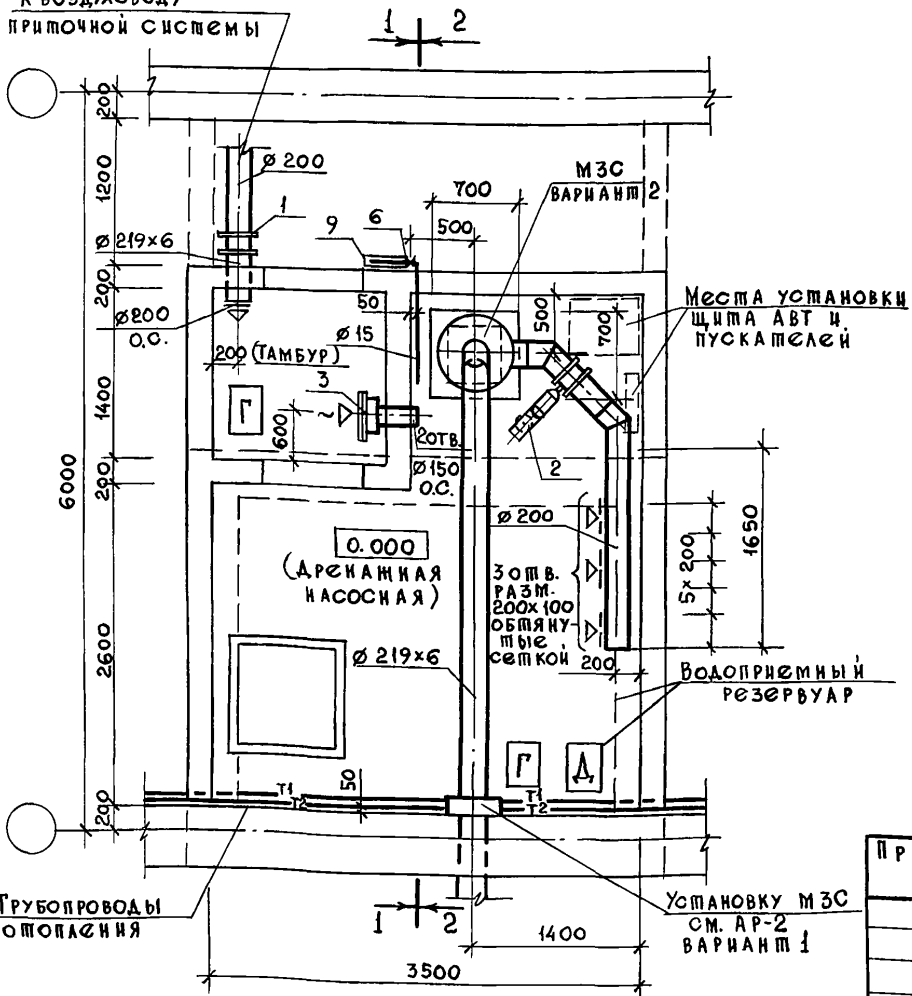 К ВОЗДУХОВОДУ
ПРИТОЧНОЙ СИСТЕМЫ
1 2
200
1200
Ø 200
1
Ø 219×6
9
6
700
500
МЗС
ВАРИАНТ 2
200
50
Ø200
О.С.
200 (ТАМБУР)
Ø 15
500
700
МЕСТА УСТАНОВКИ
ЩИТА АВТ И
ПУСКАТЕЛЕЙ
1400
Г
3
~
600
2 ОТВ.
Ø150
О.С.
2
6000
200
Ø 200
1650
5×200
0.000
(ДРЕНАЖНАЯ
НАСОСНАЯ)
3 ОТВ.
РАЗМ.
200×100
ОБТЯНУ
ТЫЕ
СЕТКОЙ
200
2600
Ø 219×6
ВОДОПРИЕМНЫЙ
РЕЗЕРВУАР
Г
Д
50
Т1
Т2
Т1
Т2
200
ТРУБОПРОВОДЫ
ОТОПЛЕНИЯ
1 2
1400
УСТАНОВКУ МЗС
СМ. АР-2
ВАРИАНТ 1
3500
ПР